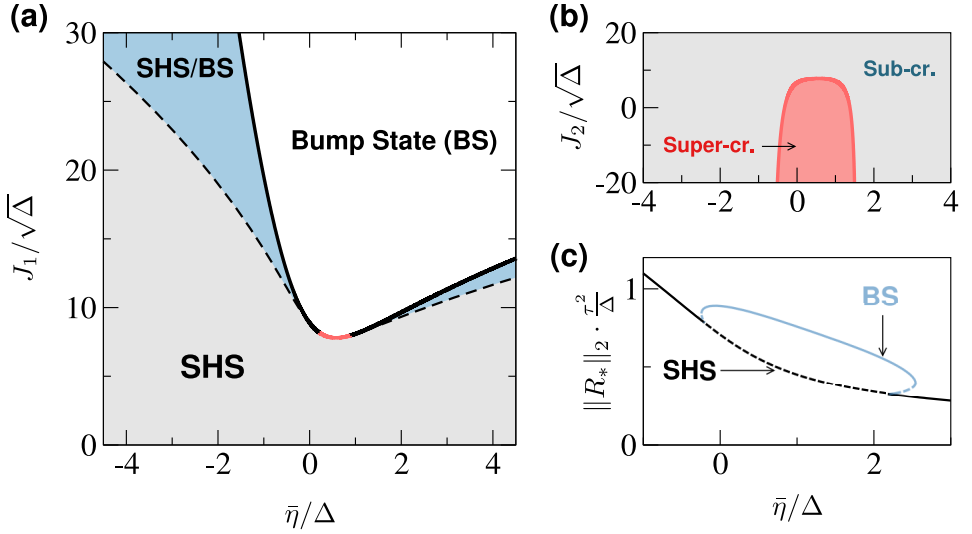 (a)
30
20
10
0
J₁/√Δ
SHS/BS
Bump State (BS)
SHS
-4
-2
0
2
4
η̄/Δ
(b)
20
0
-20
J₂/√Δ
Sub-cr.
Super-cr.
-4
-2
0
2
4
(c)
1
0
||R*||₂ · τ²/Δ
BS
SHS
0
2
η̄/Δ